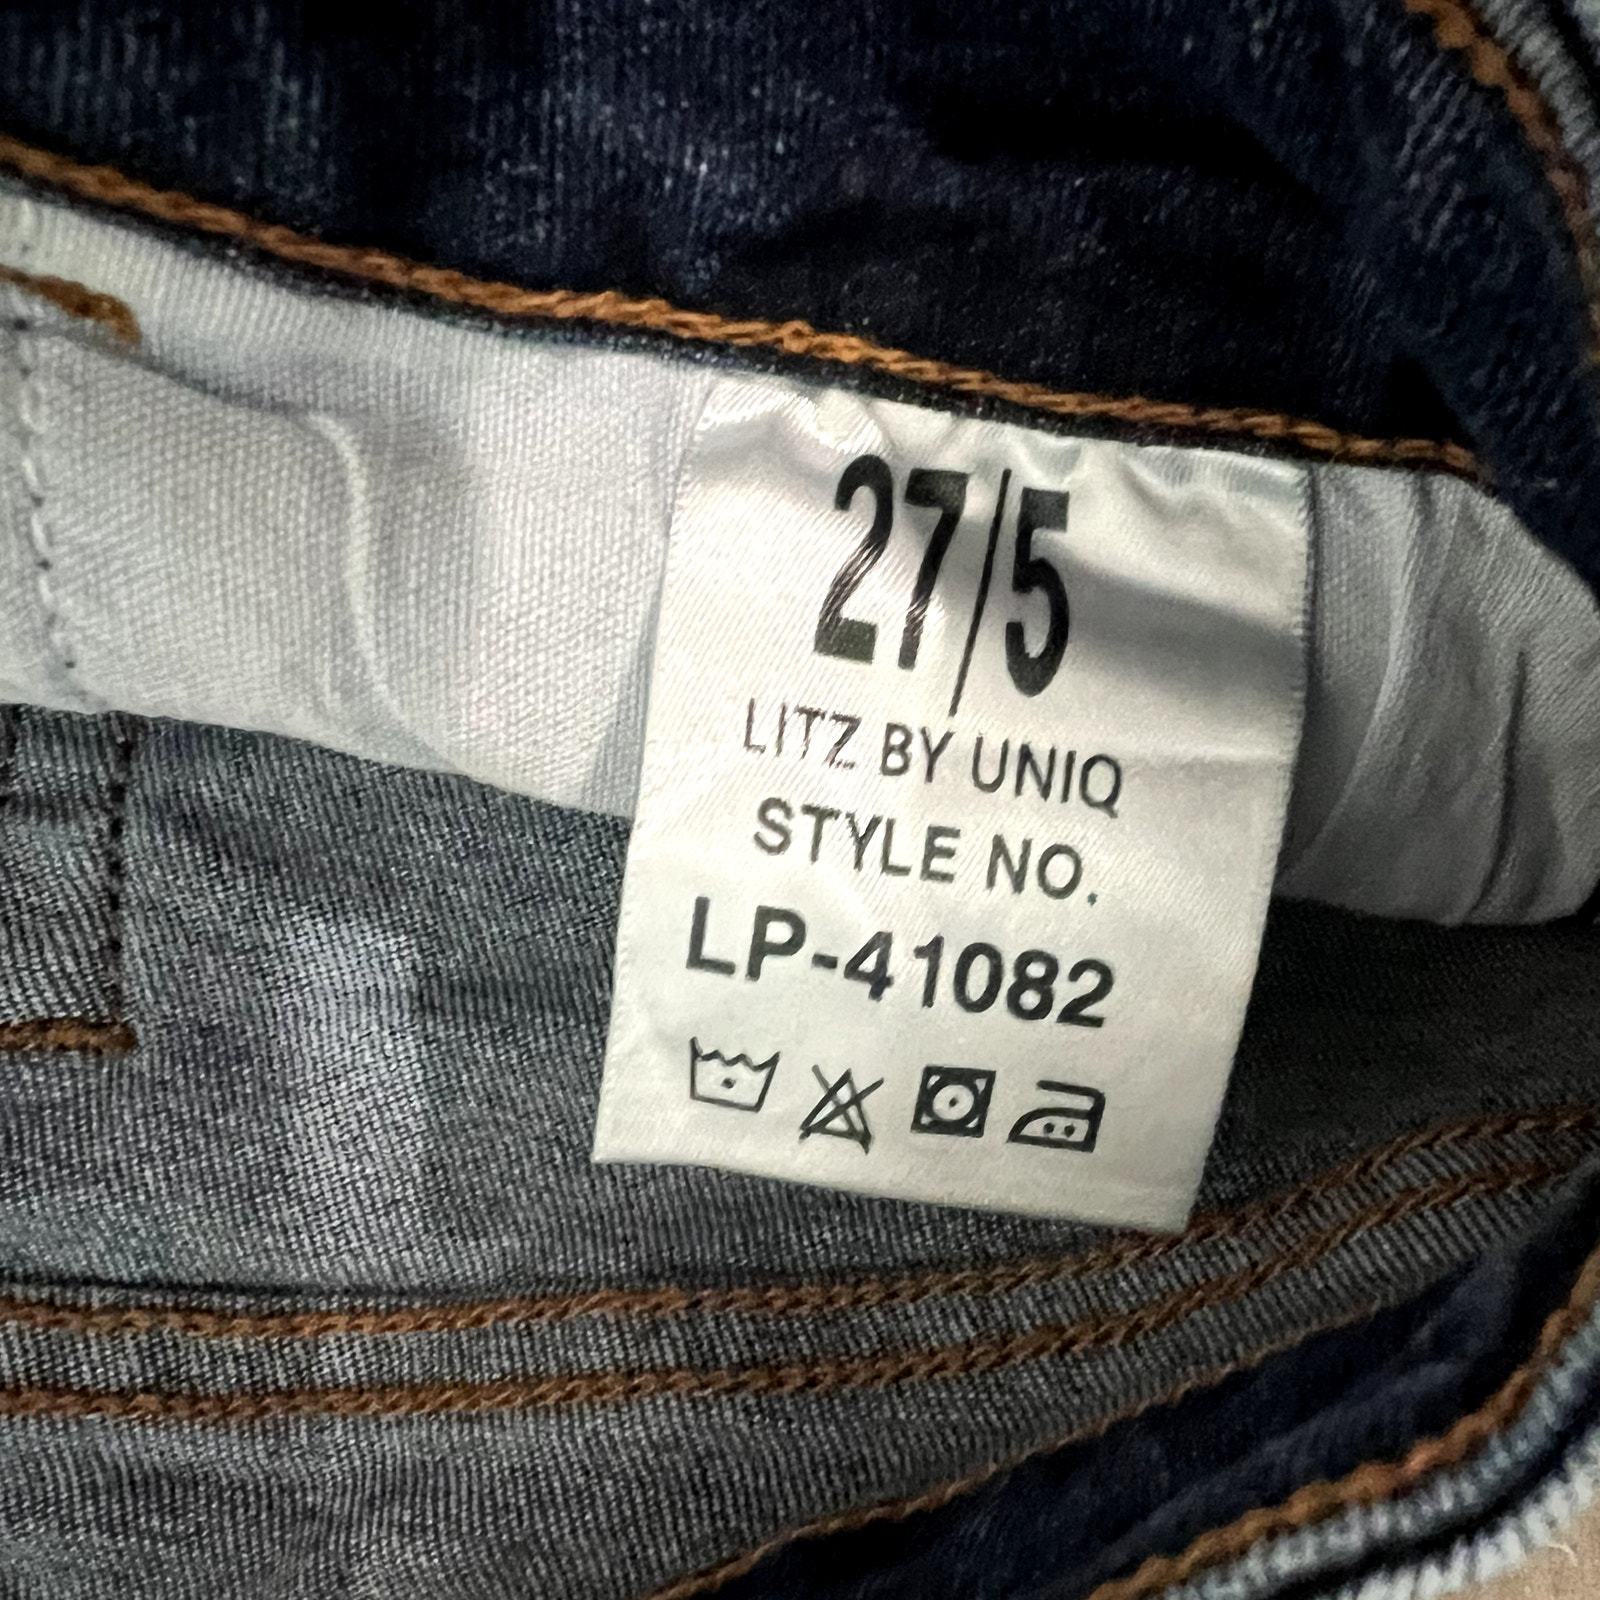 27/5
LITZ BY UNIQ
STYLE NO.
LP-41082